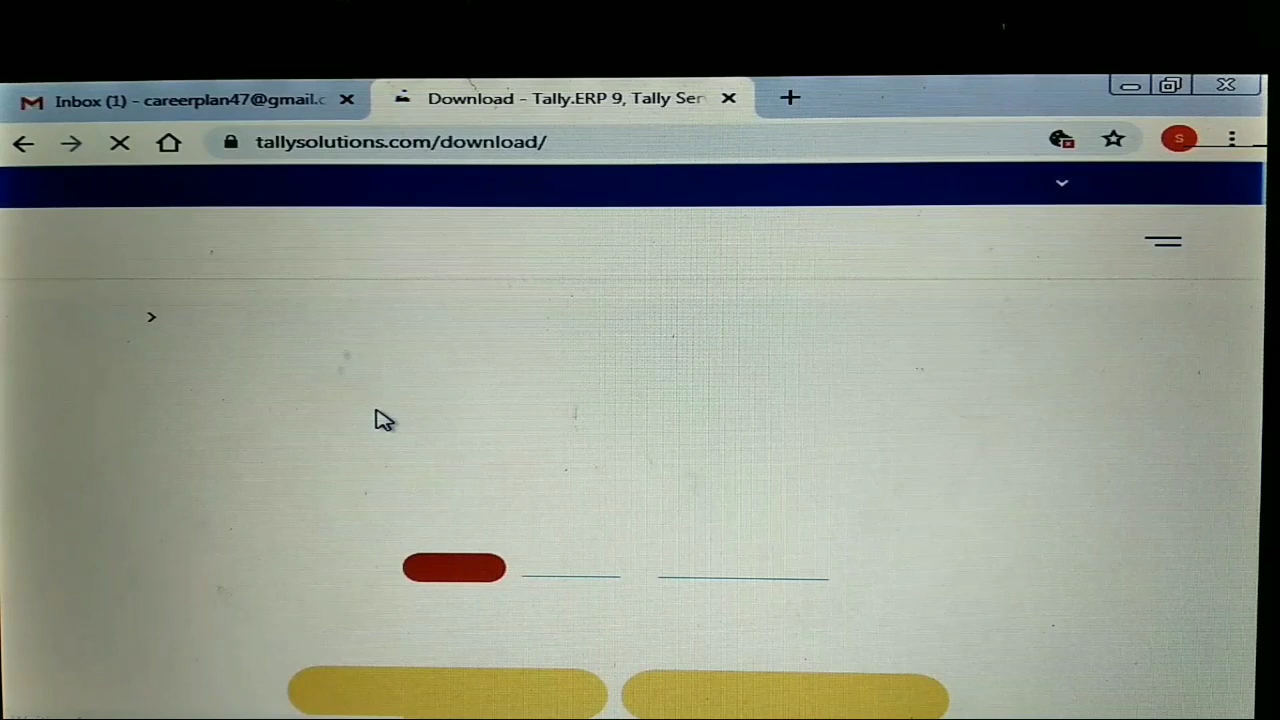 Inbox (1) - careerplan47@gmail.c
Download - Tally.ERP 9, Tally Ser
tallysolutions.com/download/
S